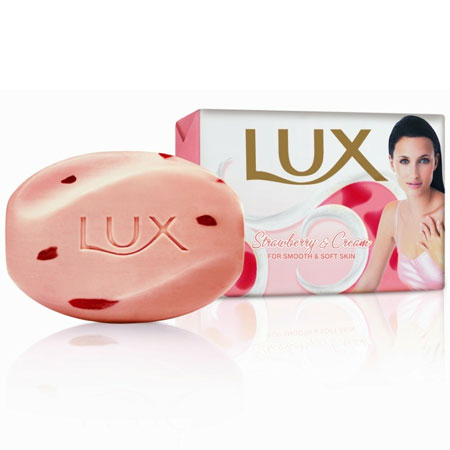 LUX
LUX
Strawberry & Cream
FOR SMOOTH & SOFT SKIN